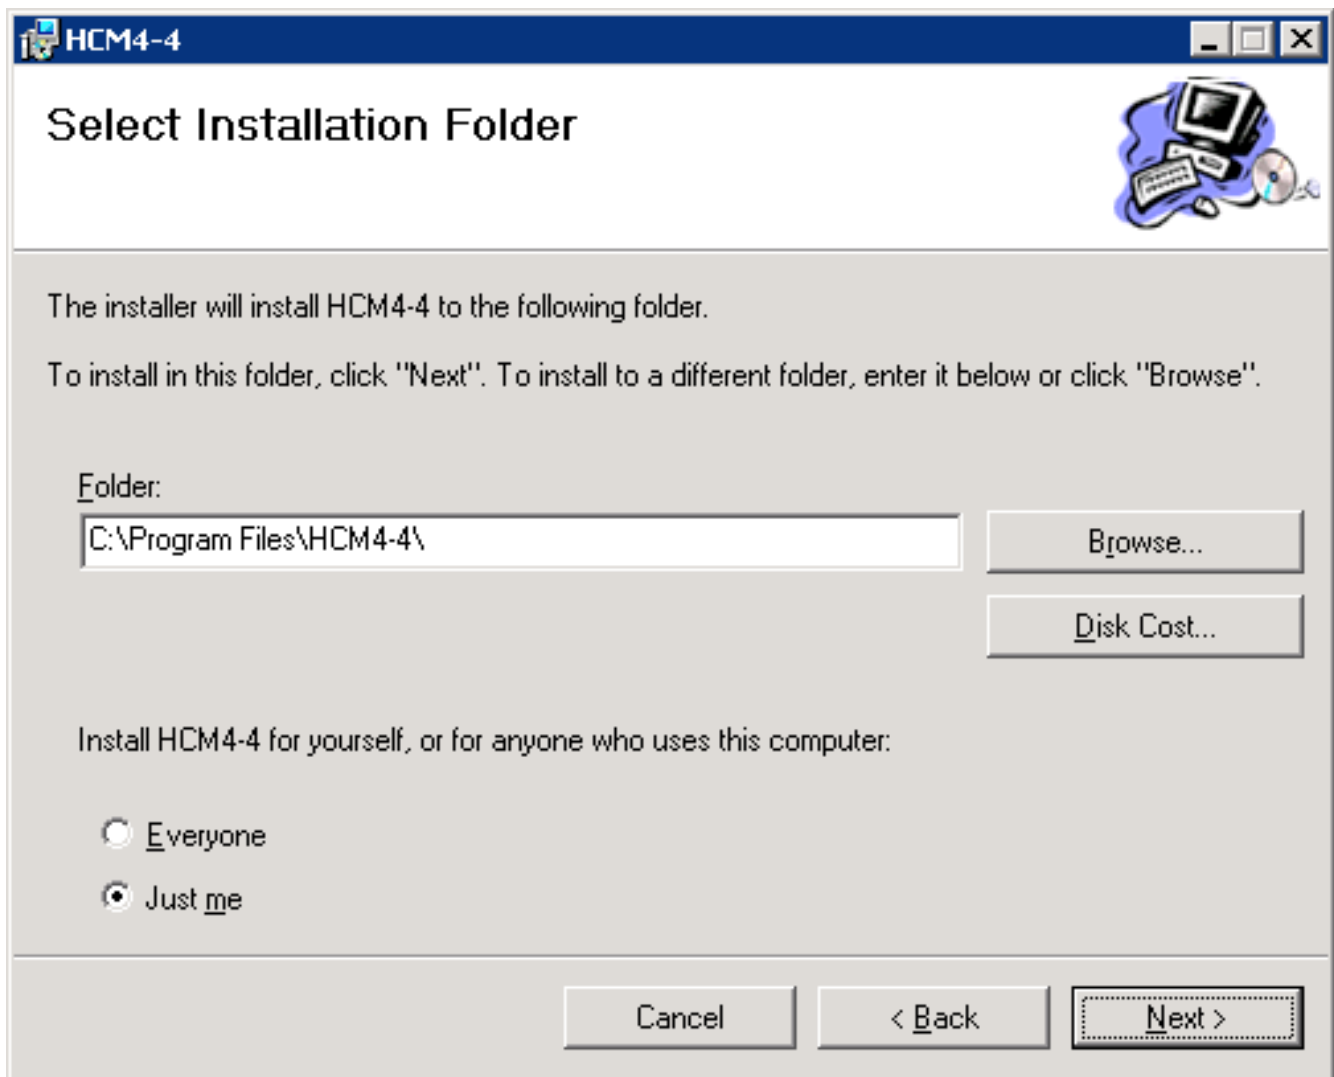 HCM4-4
Select Installation Folder
The installer will install HCM4-4 to the following folder.
To install in this folder, click "Next". To install to a different folder, enter it below or click "Browse".
Folder:
C:\Program Files\HCM4-4\
Browse...
Disk Cost...
Install HCM4-4 for yourself, or for anyone who uses this computer:
Everyone
Just me
Cancel
< Back
Next >